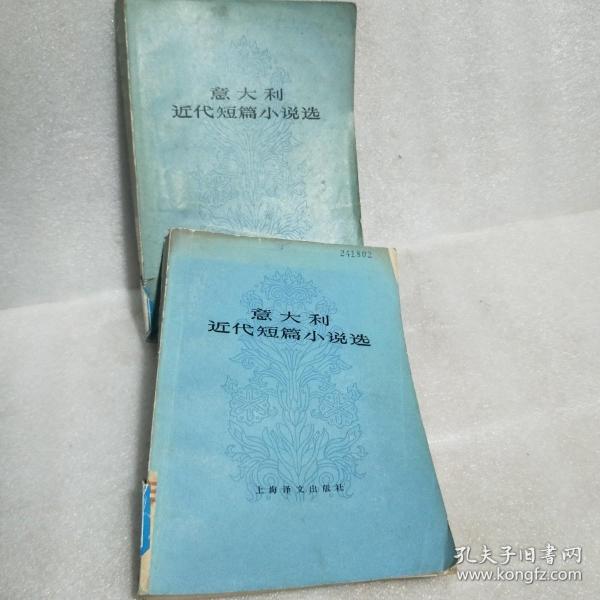 意大利
近代短篇小说选
241802
意大利
近代短篇小说选
上海译文出版社
孔夫子旧书网
www.kongfz.com